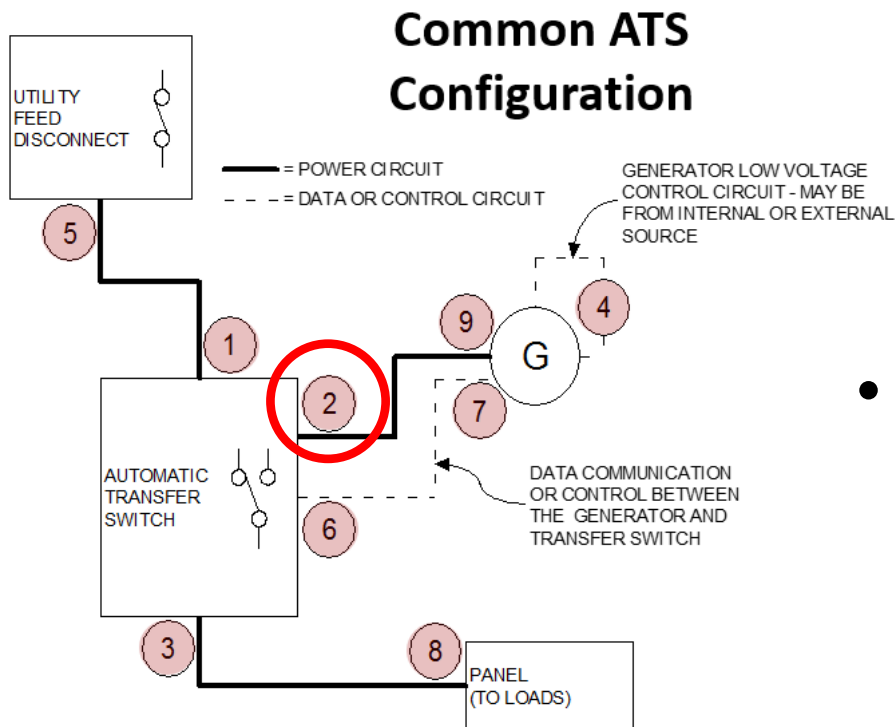 Common ATS
Configuration
UTILITY
FEED
DISCONNECT
= POWER CIRCUIT
= DATA OR CONTROL CIRCUIT
GENERATOR LOW VOLTAGE
CONTROL CIRCUIT - MAY BE
FROM INTERNAL OR EXTERNAL
SOURCE
5
1
9
4
G
2
7
AUTOMATIC
TRANSFER
SWITCH
6
DATA COMMUNICATION
OR CONTROL BETWEEN
THE GENERATOR AND
TRANSFER SWITCH
3
8
PANEL
(TO LOADS)